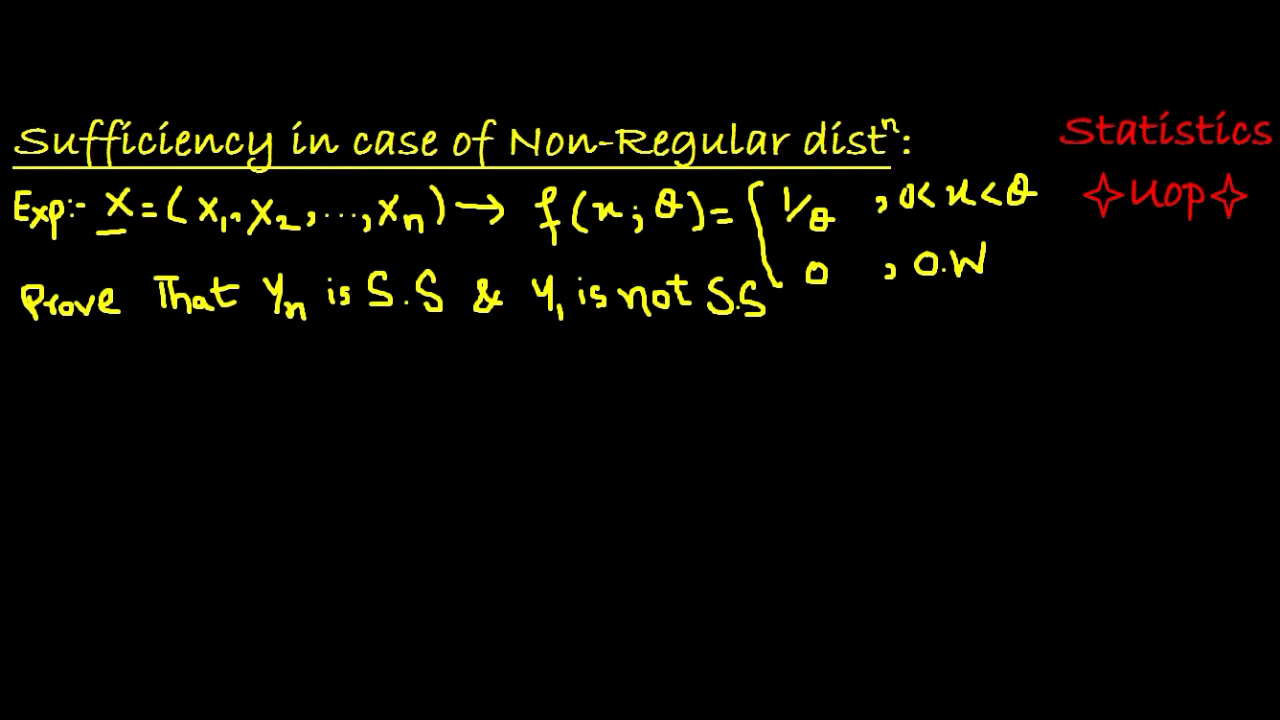 Sufficiency in case of Non-Regular distⁿ:
Statistics
✧Uop✧
Exp:- X = (X₁, X₂, ..., Xₙ) → f(x; θ) = { 1/θ , 0<x<θ
0 , O.W
Prove That Yₙ is S.S & Y₁ is not S.S